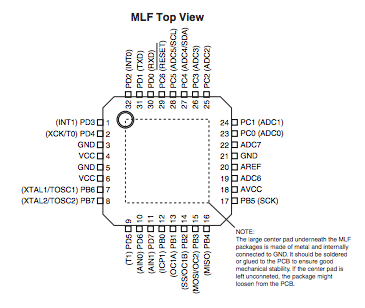 MLF Top View
PD2 (INT0)
PD1 (TXD)
PD0 (RXD)
PC6 (RESET)
PC5 (ADC5/SCL)
PC4 (ADC4/SDA)
PC3 (ADC3)
PC2 (ADC2)
32
31
30
29
28
27
26
25
(INT1) PD3 1
(XCK/T0) PD4 2
GND 3
VCC 4
GND 5
VCC 6
(XTAL1/TOSC1) PB6 7
(XTAL2/TOSC2) PB7 8
24 PC1 (ADC1)
23 PC0 (ADC0)
22 ADC7
21 GND
20 AREF
19 ADC6
18 AVCC
17 PB5 (SCK)
9
10
11
12
13
14
15
16
(T1) PD5
(AIN0) PD6
(AIN1) PD7
(ICP1) PB0
(OC1A) PB1
(SS/OC1B) PB2
(MOSI/OC2) PB3
(MISO) PB4
NOTE:
The large center pad underneath the MLF
packages is made of metal and internally
connected to GND. It should be soldered
or glued to the PCB to ensure good
mechanical stability. If the center pad is
left unconneted, the package might
loosen from the PCB.